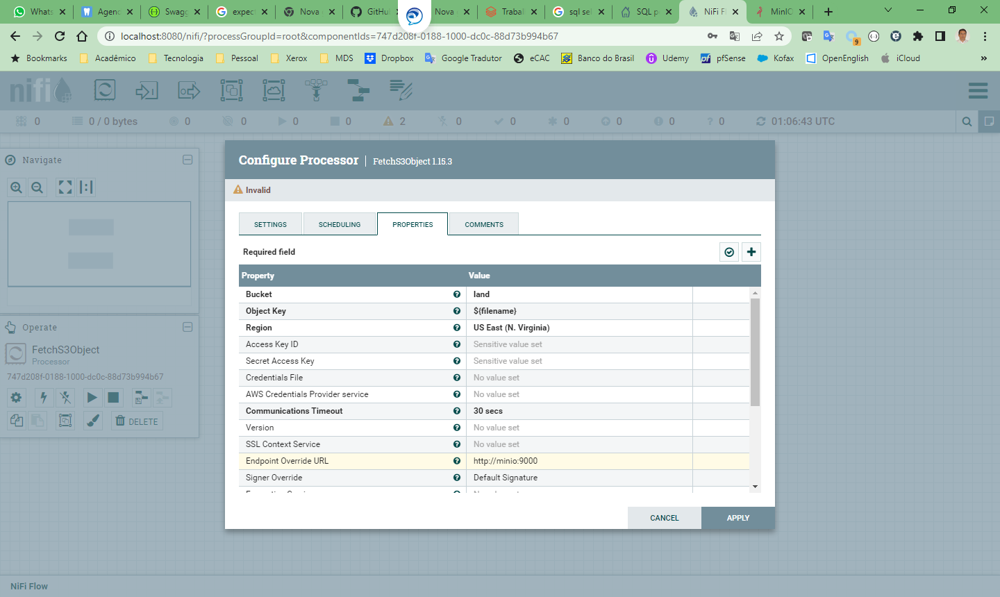 Whats
Agenc
Swagg
expect
Nova
GitHub
Nova
Trabal
sql sel
SQL p
NiFi Fl
MinIO
localhost:8080/nifi/?processGroupId=root&componentIds=747d208f-0188-1000-dc0c-88d73b994b67
9
Bookmarks Acadêmico Tecnologia Pessoal Xerox MDS Dropbox Google Tradutor eCAC Banco do Brasil Udemy pfSense Kofax OpenEnglish iCloud »
nifi
0 0 / 0 bytes 0 0 0 0 2 0 0 0 0 0 0 01:06:43 UTC
Navigate
Operate
FetchS3Object
Processor
747d208f-0188-1000-dc0c-88d73b994b67
DELETE
Configure Processor | FetchS3Object 1.15.3
Invalid
SETTINGS SCHEDULING PROPERTIES COMMENTS
Required field
Property Value
Bucket land
Object Key ${filename}
Region US East (N. Virginia)
Access Key ID Sensitive value set
Secret Access Key Sensitive value set
Credentials File No value set
AWS Credentials Provider service No value set
Communications Timeout 30 secs
Version No value set
SSL Context Service No value set
Endpoint Override URL http://minio:9000
Signer Override Default Signature
CANCEL APPLY
NiFi Flow